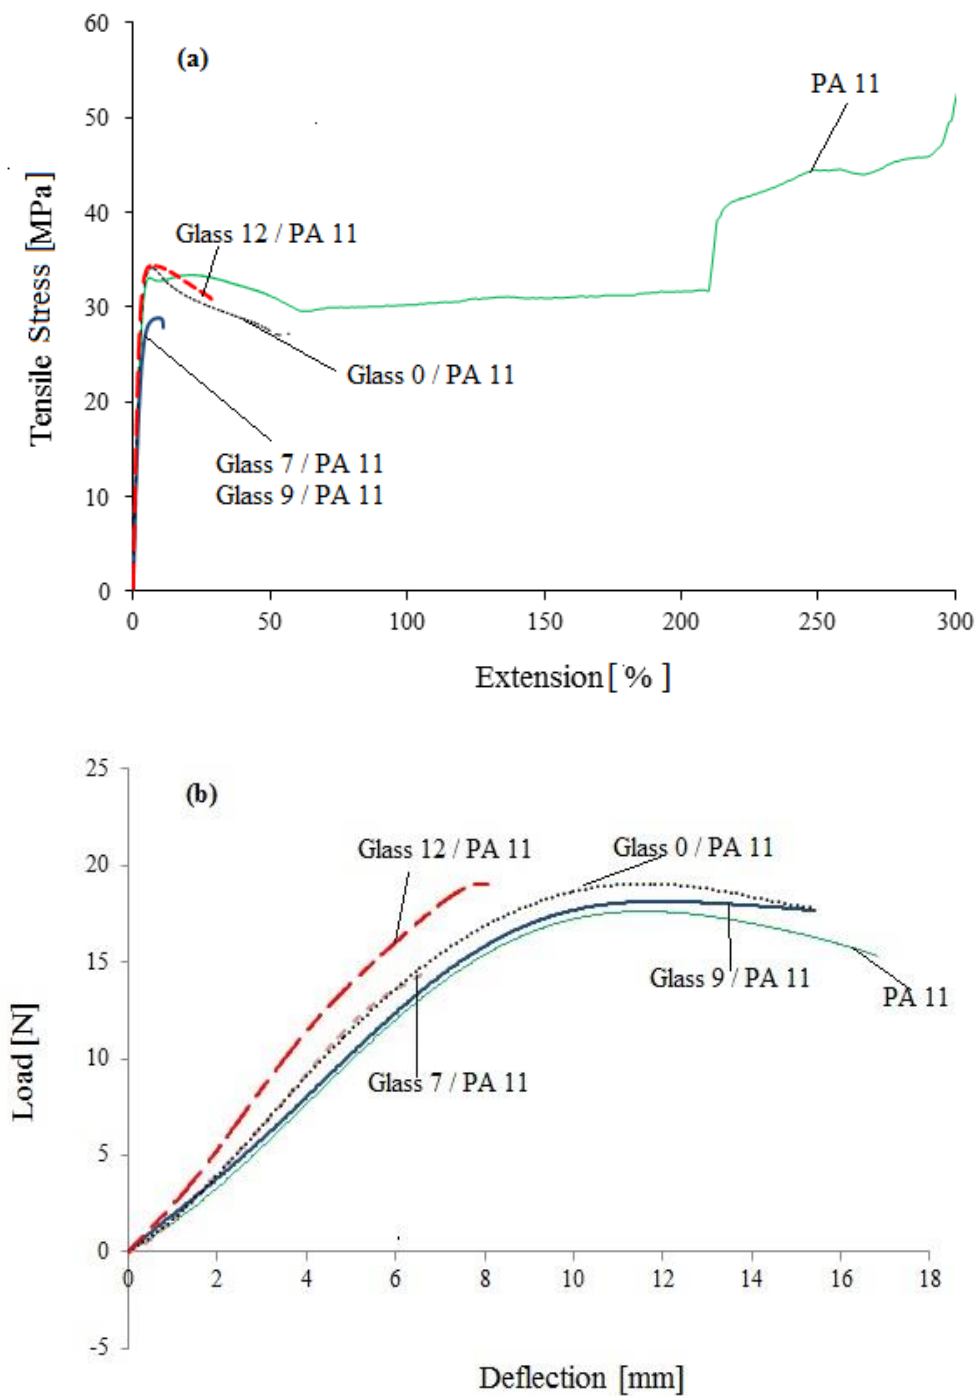 60
(a)
PA 11
50
40
Glass 12 / PA 11
30
Glass 0 / PA 11
20
Glass 7 / PA 11
Glass 9 / PA 11
10
0
Tensile Stress [MPa]
0 50 100 150 200 250 300
Extension [ % ]
25
(b)
Glass 12 / PA 11
Glass 0 / PA 11
20
15
Glass 9 / PA 11
PA 11
Glass 7 / PA 11
10
5
0
Load [N]
0 2 4 6 8 10 12 14 16 18
-5
Deflection [mm]